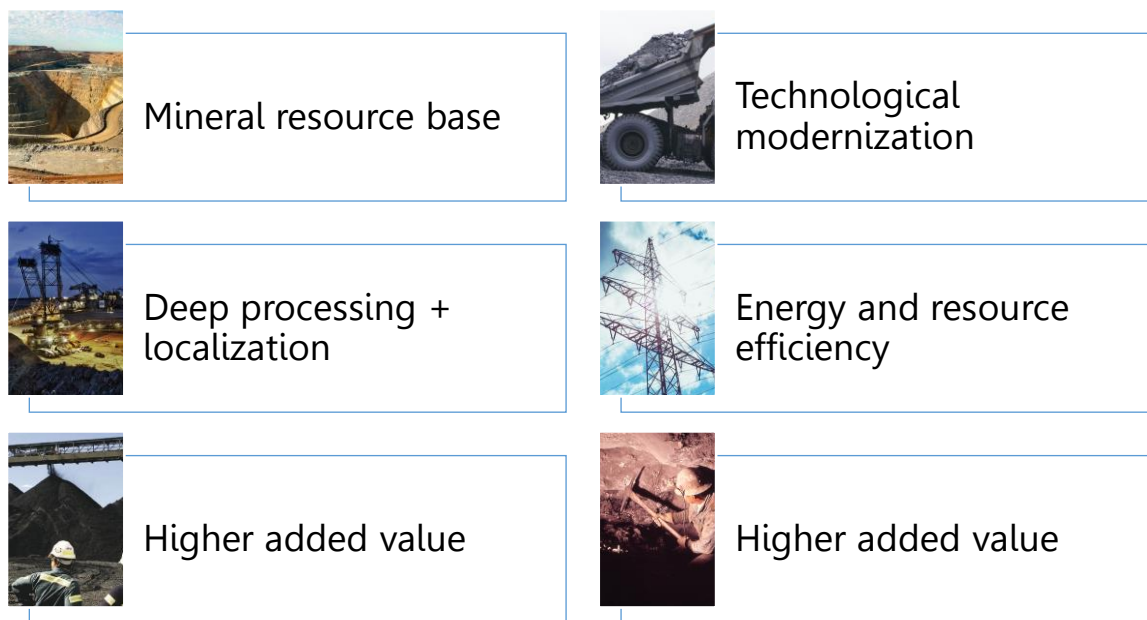 Mineral resource base
Technological
modernization
Deep processing +
localization
Energy and resource
efficiency
Higher added value
Higher added value